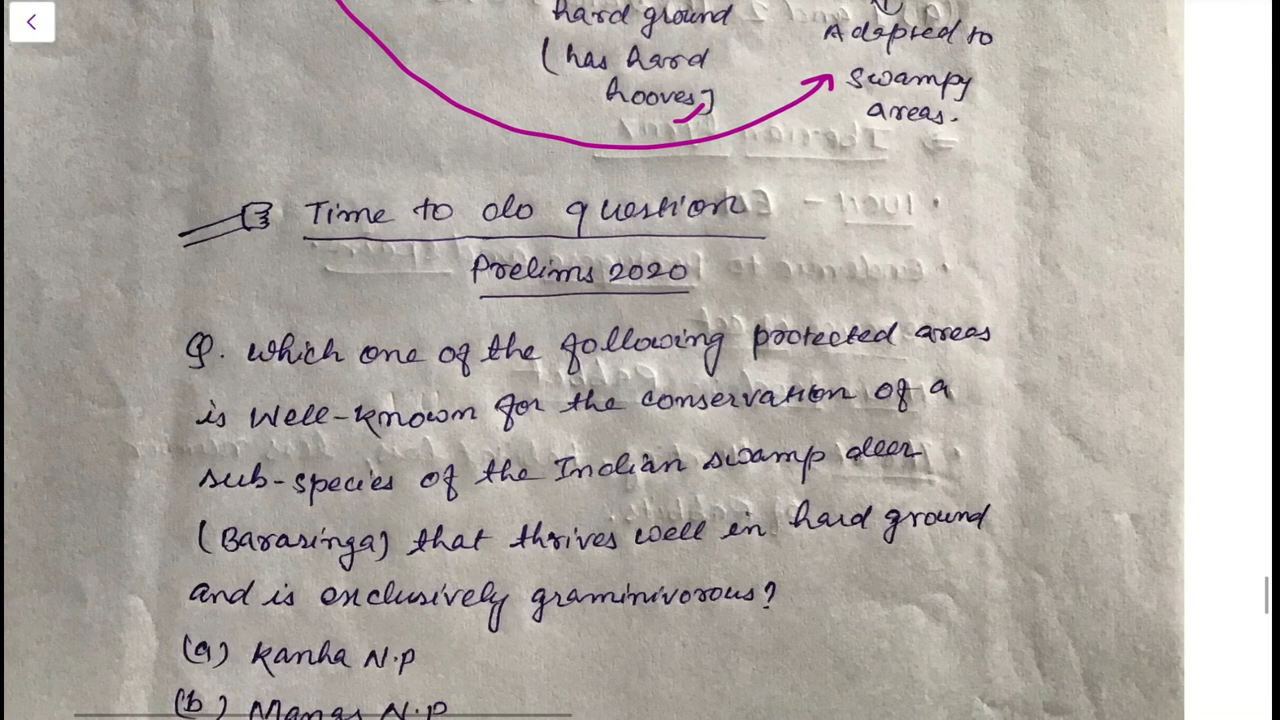 hard ground
(has hard
hooves)
Adapted to
swampy
areas.
Time to do question
Prelims 2020
Q. which one of the following protected areas
is well-known for the conservation of a
sub-species of the Indian swamp deer
(Barasinga) that thrives well in hard ground
and is exclusively graminivorous?
(a) Kanha N.P
(b) Manas N.P